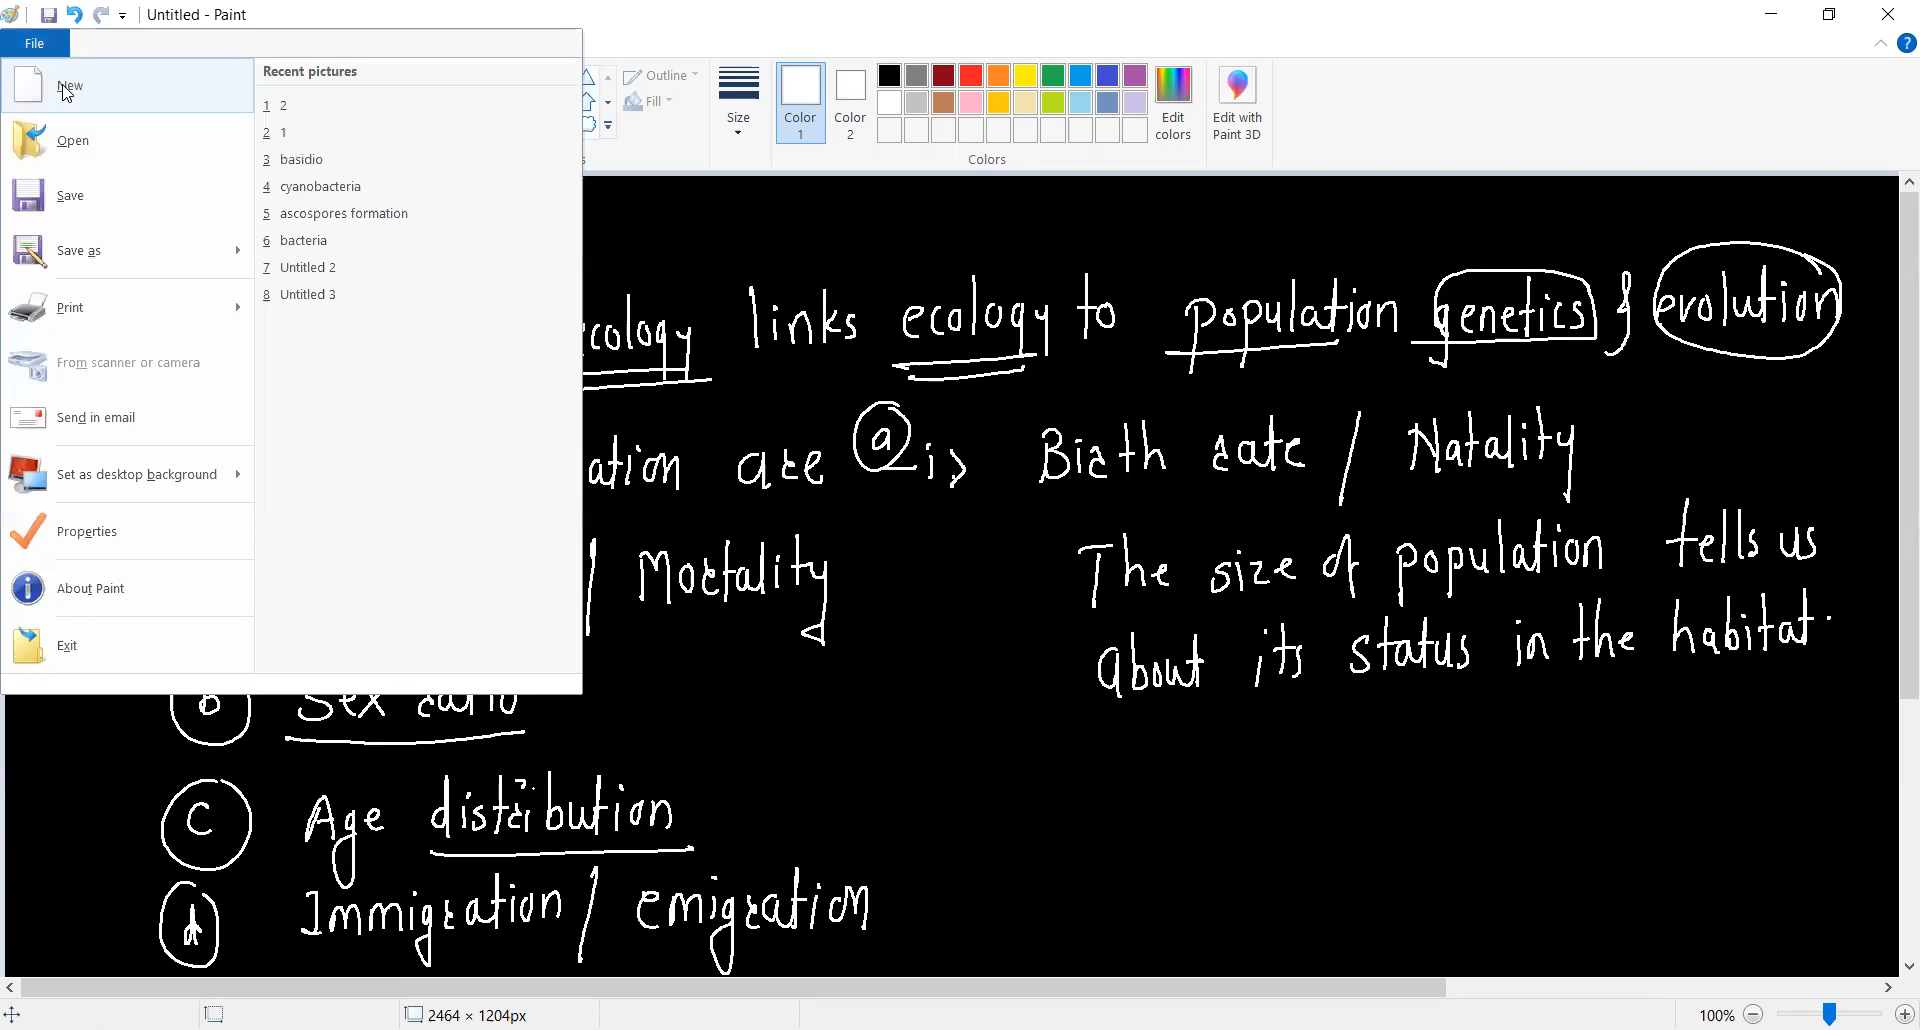 Untitled - Paint
File
New
Open
Save
Save as
Print
From scanner or camera
Send in email
Set as desktop background
Properties
About Paint
Exit
Recent pictures
1 2
2 1
3 basidio
4 cyanobacteria
5 ascospores formation
6 bacteria
7 Untitled 2
8 Untitled 3
Outline
Fill
Size
Color 1
Color 2
Edit colors
Edit with Paint 3D
Colors
cology links ecology to population genetics & evolution
ation are a is Birth rate / Natality
/ Mortality
The size of population tells us
about its status in the habitat.
B Sex ratio
C Age distribution
d Immigration / emigration
2464 × 1204px
100%